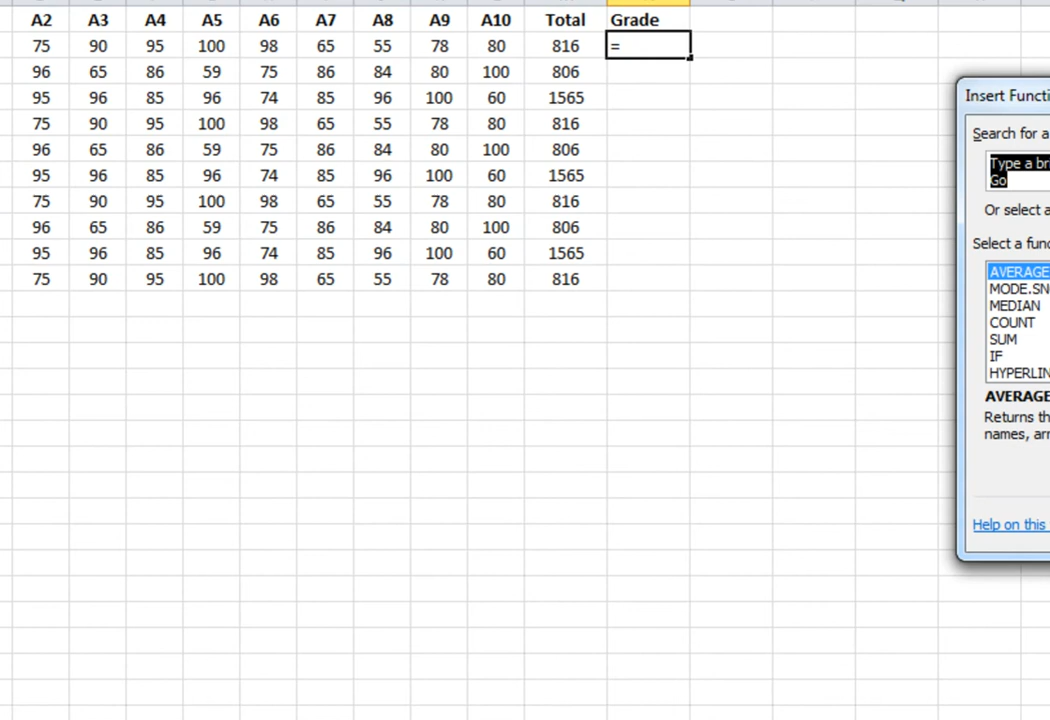 A2 A3 A4 A5 A6 A7 A8 A9 A10 Total Grade
75 90 95 100 98 65 55 78 80 816 =
96 65 86 59 75 86 84 80 100 806
95 96 85 96 74 85 96 100 60 1565
75 90 95 100 98 65 55 78 80 816
96 65 86 59 75 86 84 80 100 806
95 96 85 96 74 85 96 100 60 1565
75 90 95 100 98 65 55 78 80 816
96 65 86 59 75 86 84 80 100 806
95 96 85 96 74 85 96 100 60 1565
75 90 95 100 98 65 55 78 80 816
Insert Functi
Search for a
Type a br
Go
Or select a
Select a func
AVERAGE
MODE.SN
MEDIAN
COUNT
SUM
IF
HYPERLIN
AVERAGE
Returns th
names, arr
Help on this